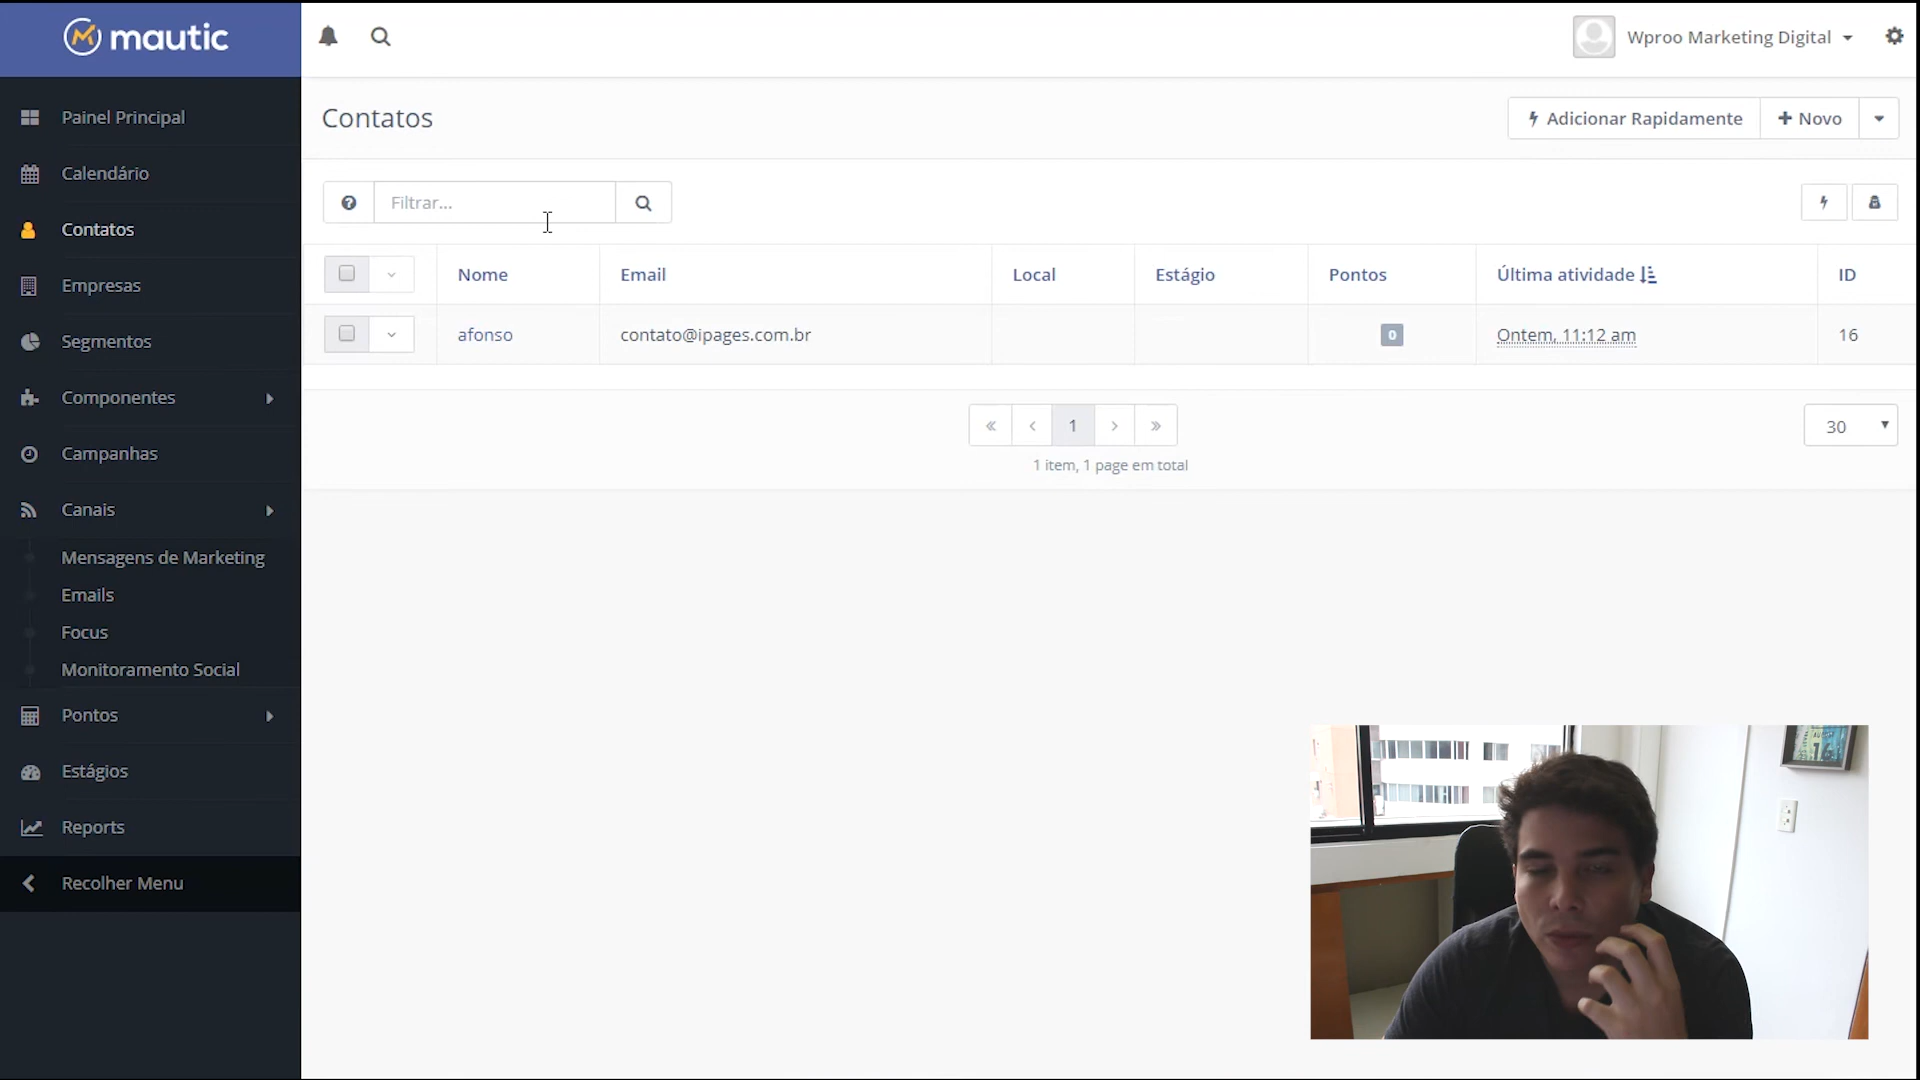 mautic
Wproo Marketing Digital
Painel Principal
Calendário
Contatos
Empresas
Segmentos
Componentes
Campanhas
Canais
Mensagens de Marketing
Emails
Focus
Monitoramento Social
Pontos
Estágios
Reports
Recolher Menu
Contatos
Adicionar Rapidamente
Novo
Filtrar...
Nome Email Local Estágio Pontos Última atividade ID
afonso contato@ipages.com.br 0 Ontem, 11:12 am 16
« ‹ 1 › »
30
1 item, 1 page em total